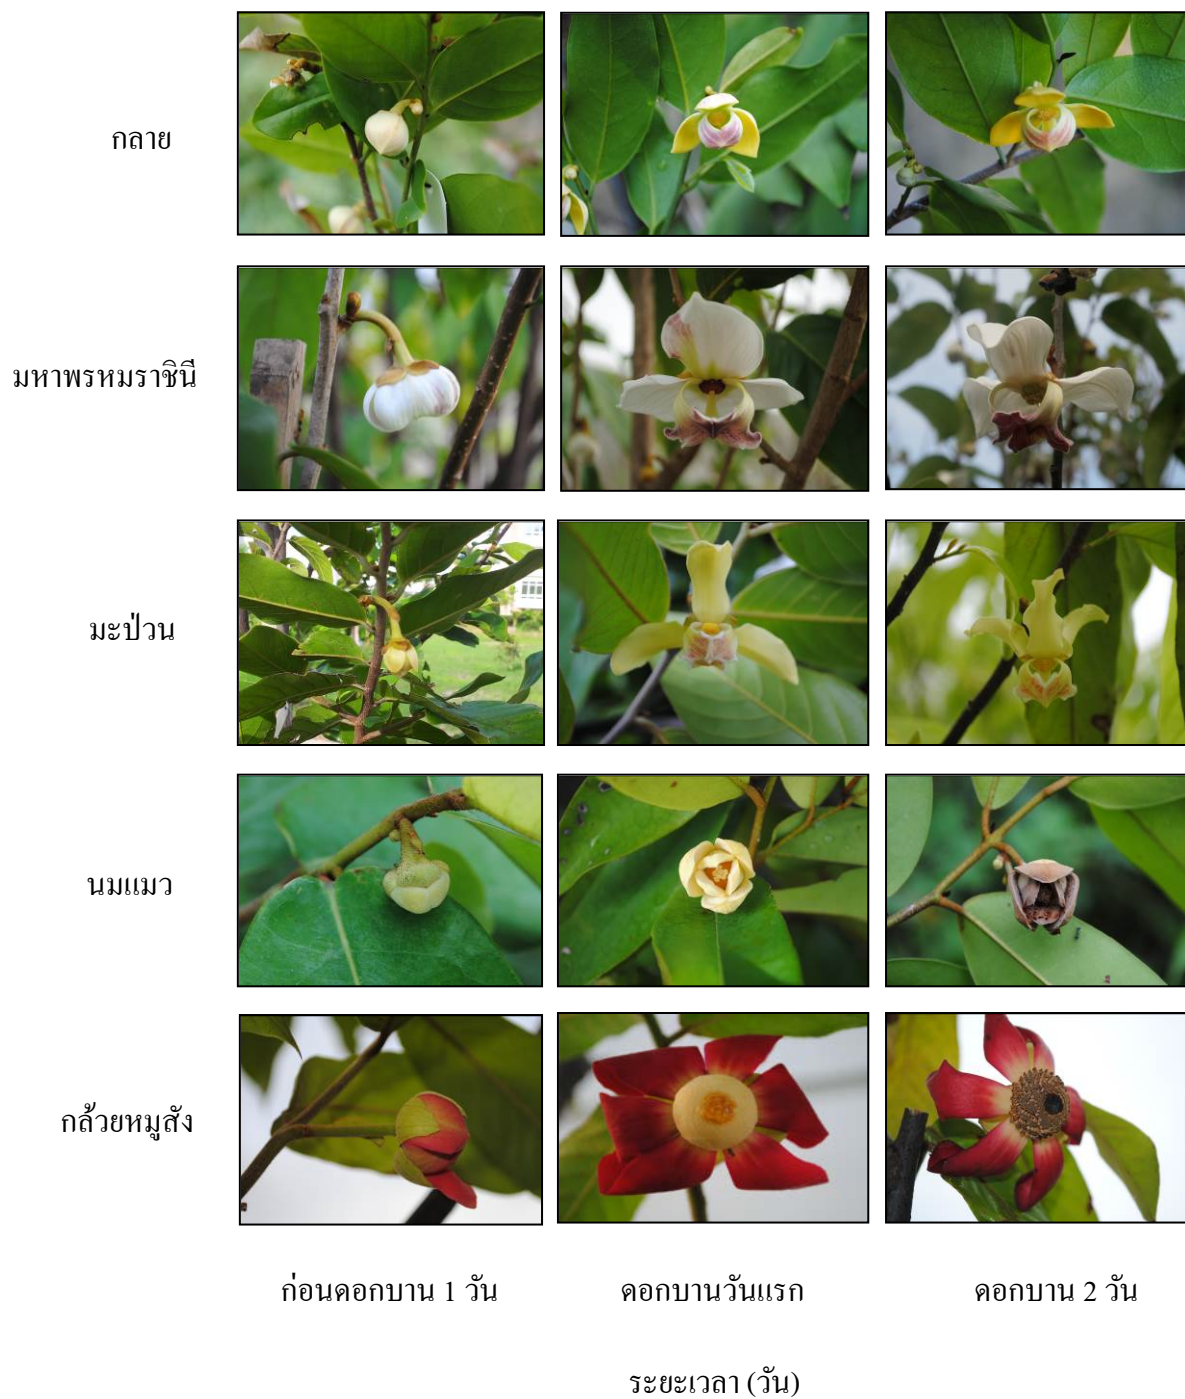 กลาย
มหาพรหมราชินี
มะป่วน
นมแมว
กล้วยหมูสัง
ก่อนดอกบาน 1 วัน ดอกบานวันแรก ดอกบาน 2 วัน
ระยะเวลา (วัน)